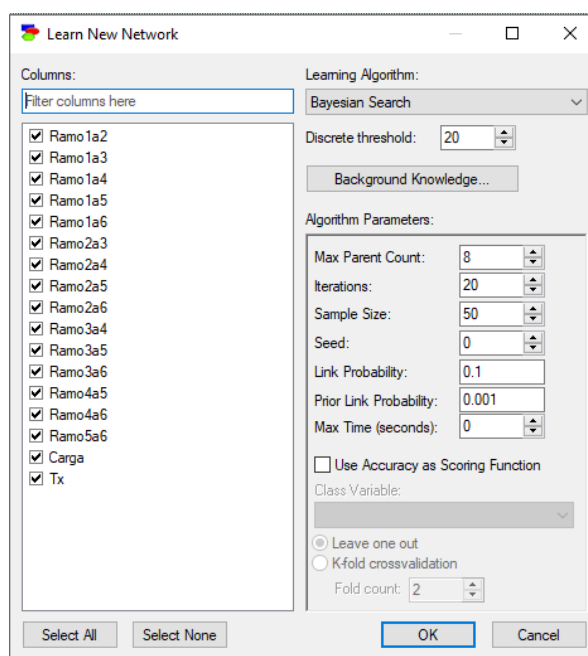 Learn New Network
Columns:
Filter columns here
Ramo1a2
Ramo1a3
Ramo1a4
Ramo1a5
Ramo1a6
Ramo2a3
Ramo2a4
Ramo2a5
Ramo2a6
Ramo3a4
Ramo3a5
Ramo3a6
Ramo4a5
Ramo4a6
Ramo5a6
Carga
Tx
Select All
Select None
Learning Algorithm:
Bayesian Search
Discrete threshold: 20
Background Knowledge...
Algorithm Parameters:
Max Parent Count: 8
Iterations: 20
Sample Size: 50
Seed: 0
Link Probability: 0.1
Prior Link Probability: 0.001
Max Time (seconds): 0
Use Accuracy as Scoring Function
Class Variable:
Leave one out
K-fold crossvalidation
Fold count: 2
OK
Cancel